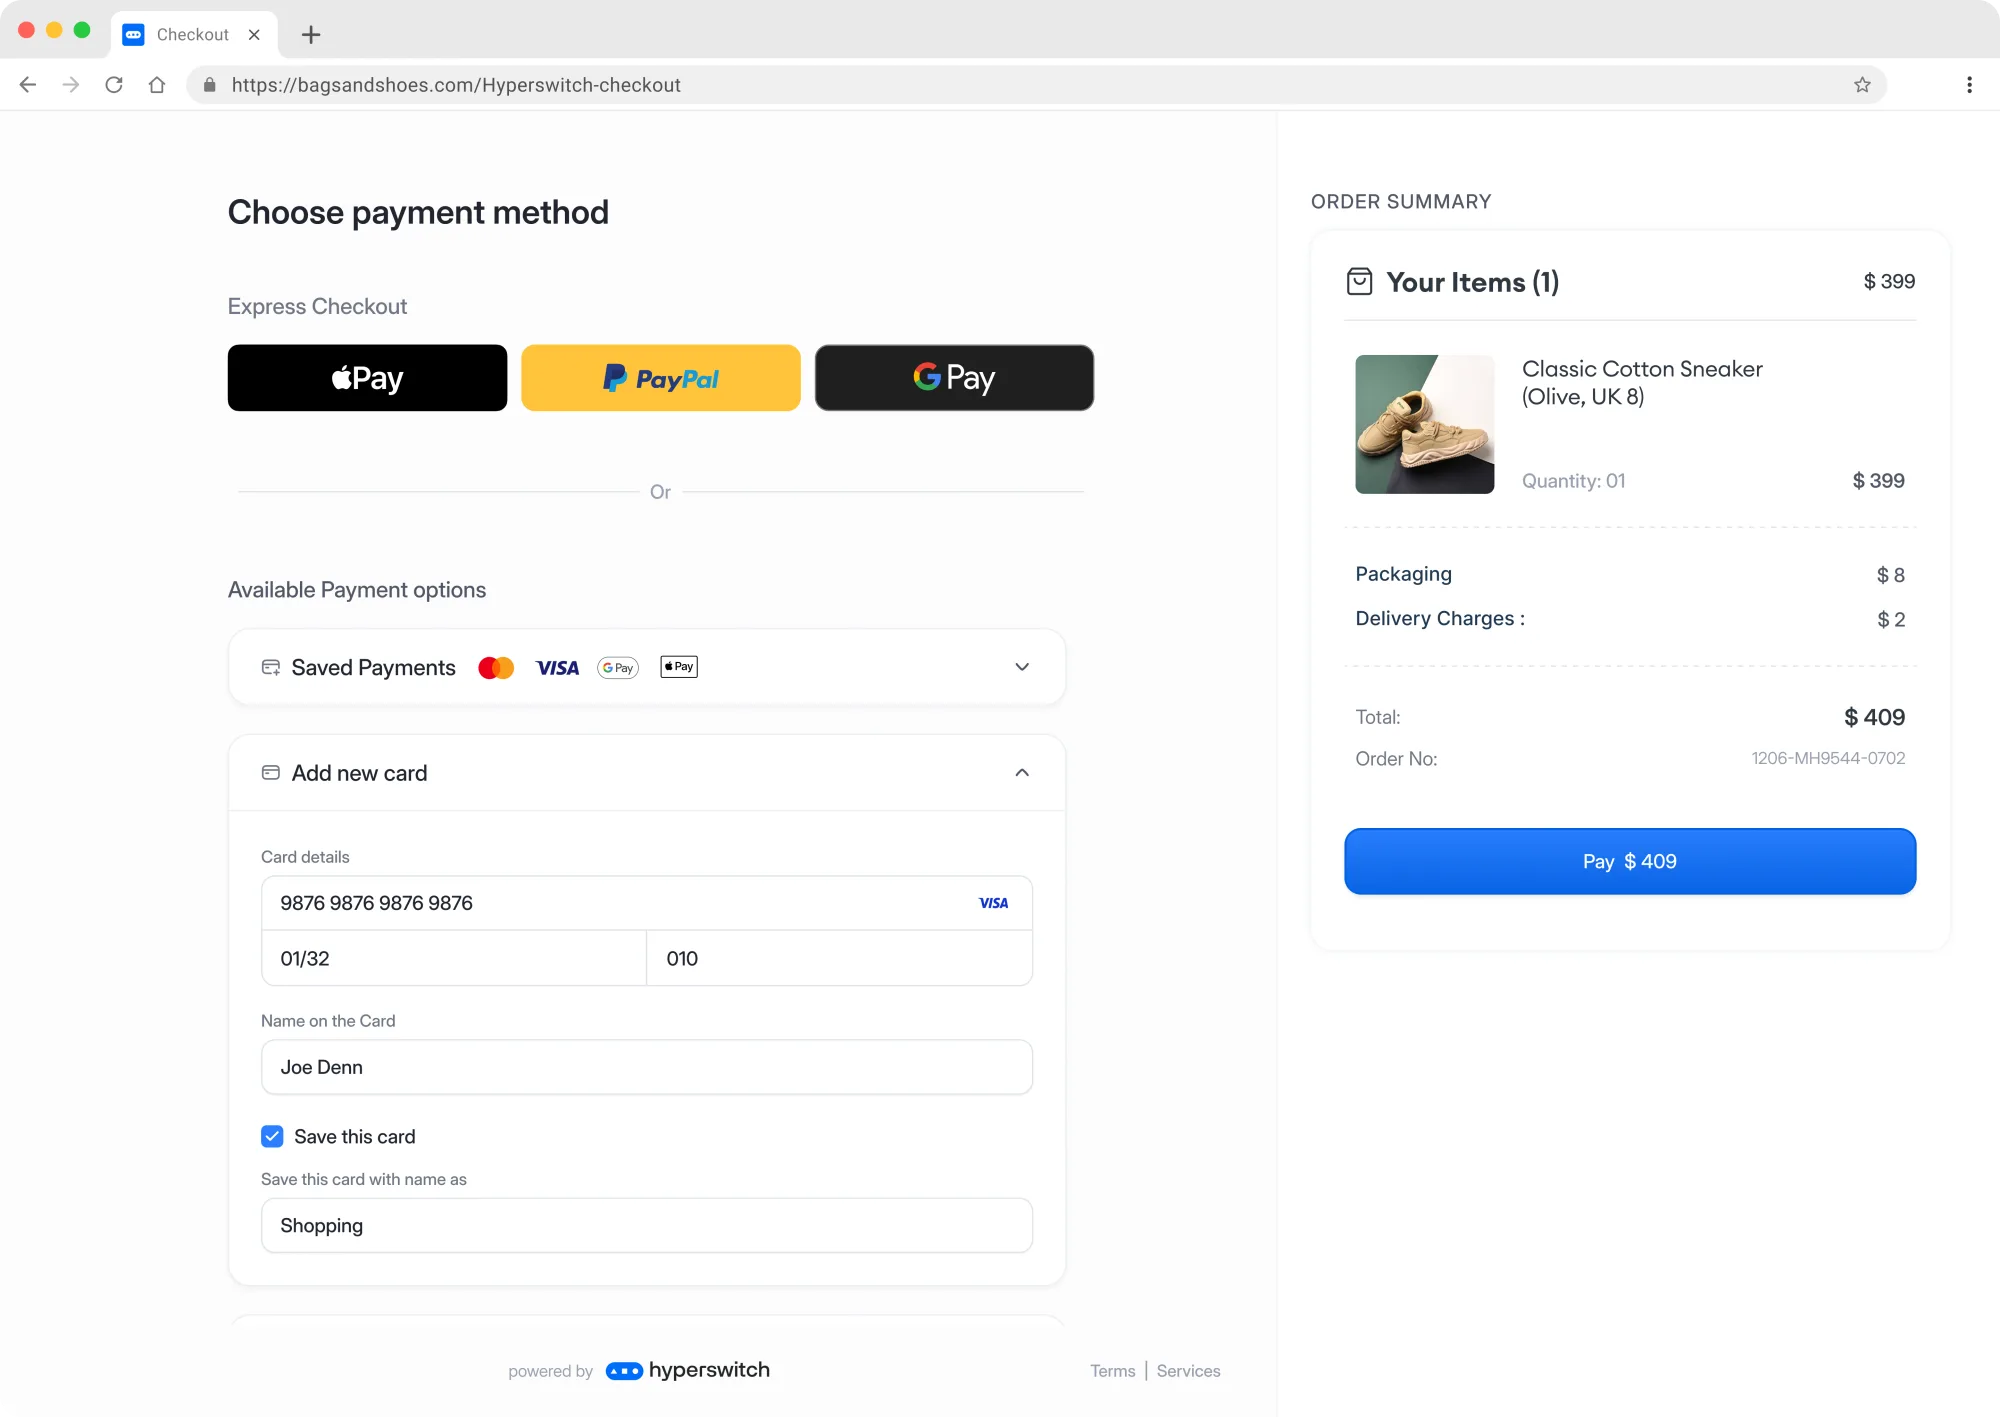 Checkout
https://bagsandshoes.com/Hyperswitch-checkout
Choose payment method
Express Checkout
Pay
PayPal
G Pay
Or
Available Payment options
Saved Payments VISA G Pay Pay
Add new card
Card details
9876 9876 9876 9876 VISA
01/32 010
Name on the Card
Joe Denn
Save this card
Save this card with name as
Shopping
powered by hyperswitch
Terms | Services
ORDER SUMMARY
Your Items (1) $ 399
Classic Cotton Sneaker
(Olive, UK 8)
Quantity: 01 $ 399
Packaging $ 8
Delivery Charges : $ 2
Total: $ 409
Order No: 1206-MH9544-0702
Pay $ 409